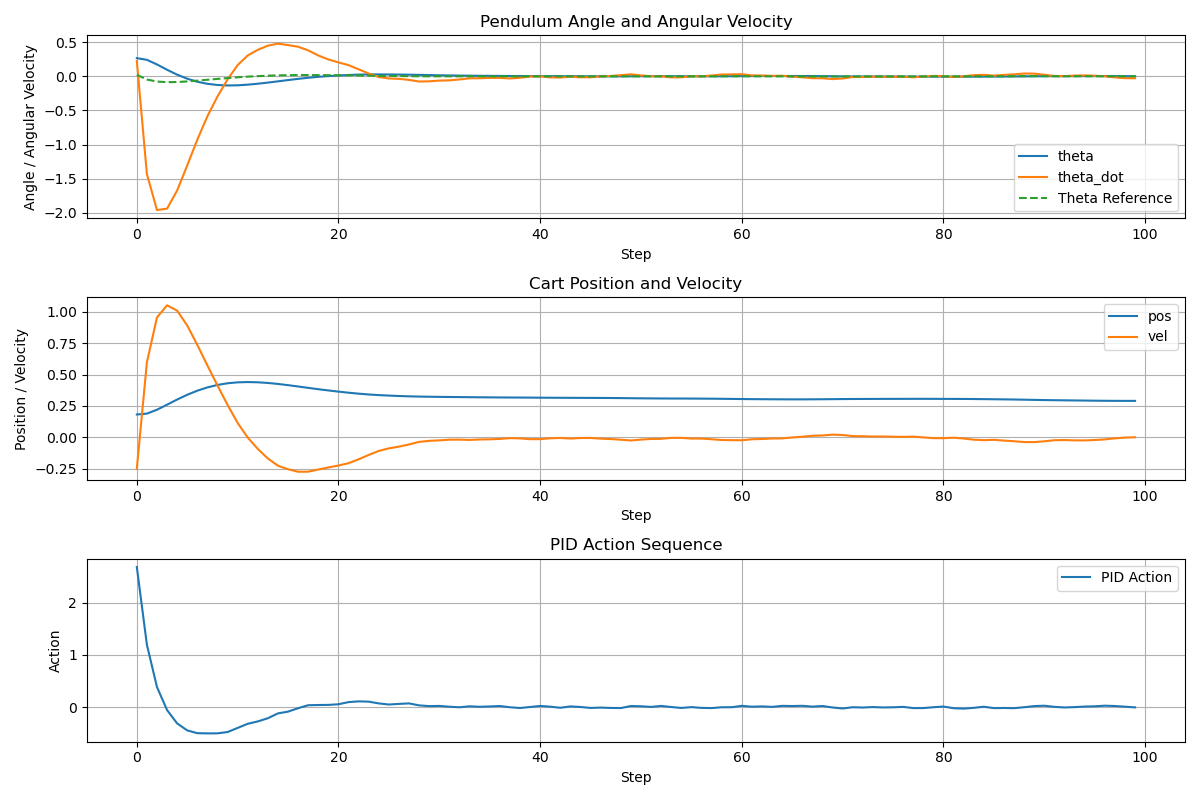 Pendulum Angle and Angular Velocity
Angle / Angular Velocity
0.5
0.0
−0.5
−1.0
−1.5
−2.0
theta
theta_dot
Theta Reference
0 20 40 60 80 100
Step
Cart Position and Velocity
Position / Velocity
1.00
0.75
0.50
0.25
0.00
−0.25
pos
vel
0 20 40 60 80 100
Step
PID Action Sequence
Action
2
1
0
PID Action
0 20 40 60 80 100
Step